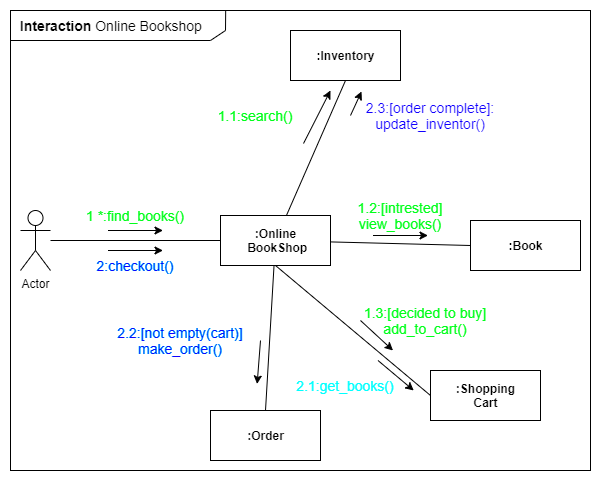 Interaction Online Bookshop
:Inventory
1.1:search()
2.3:[order complete]:
update_inventor()
1 *:find_books()
2:checkout()
Actor
:Online
BookShop
1.2:[intrested]
view_books()
:Book
1.3:[decided to buy]
add_to_cart()
2.2:[not empty(cart)]
make_order()
2.1:get_books()
:Shopping
Cart
:Order